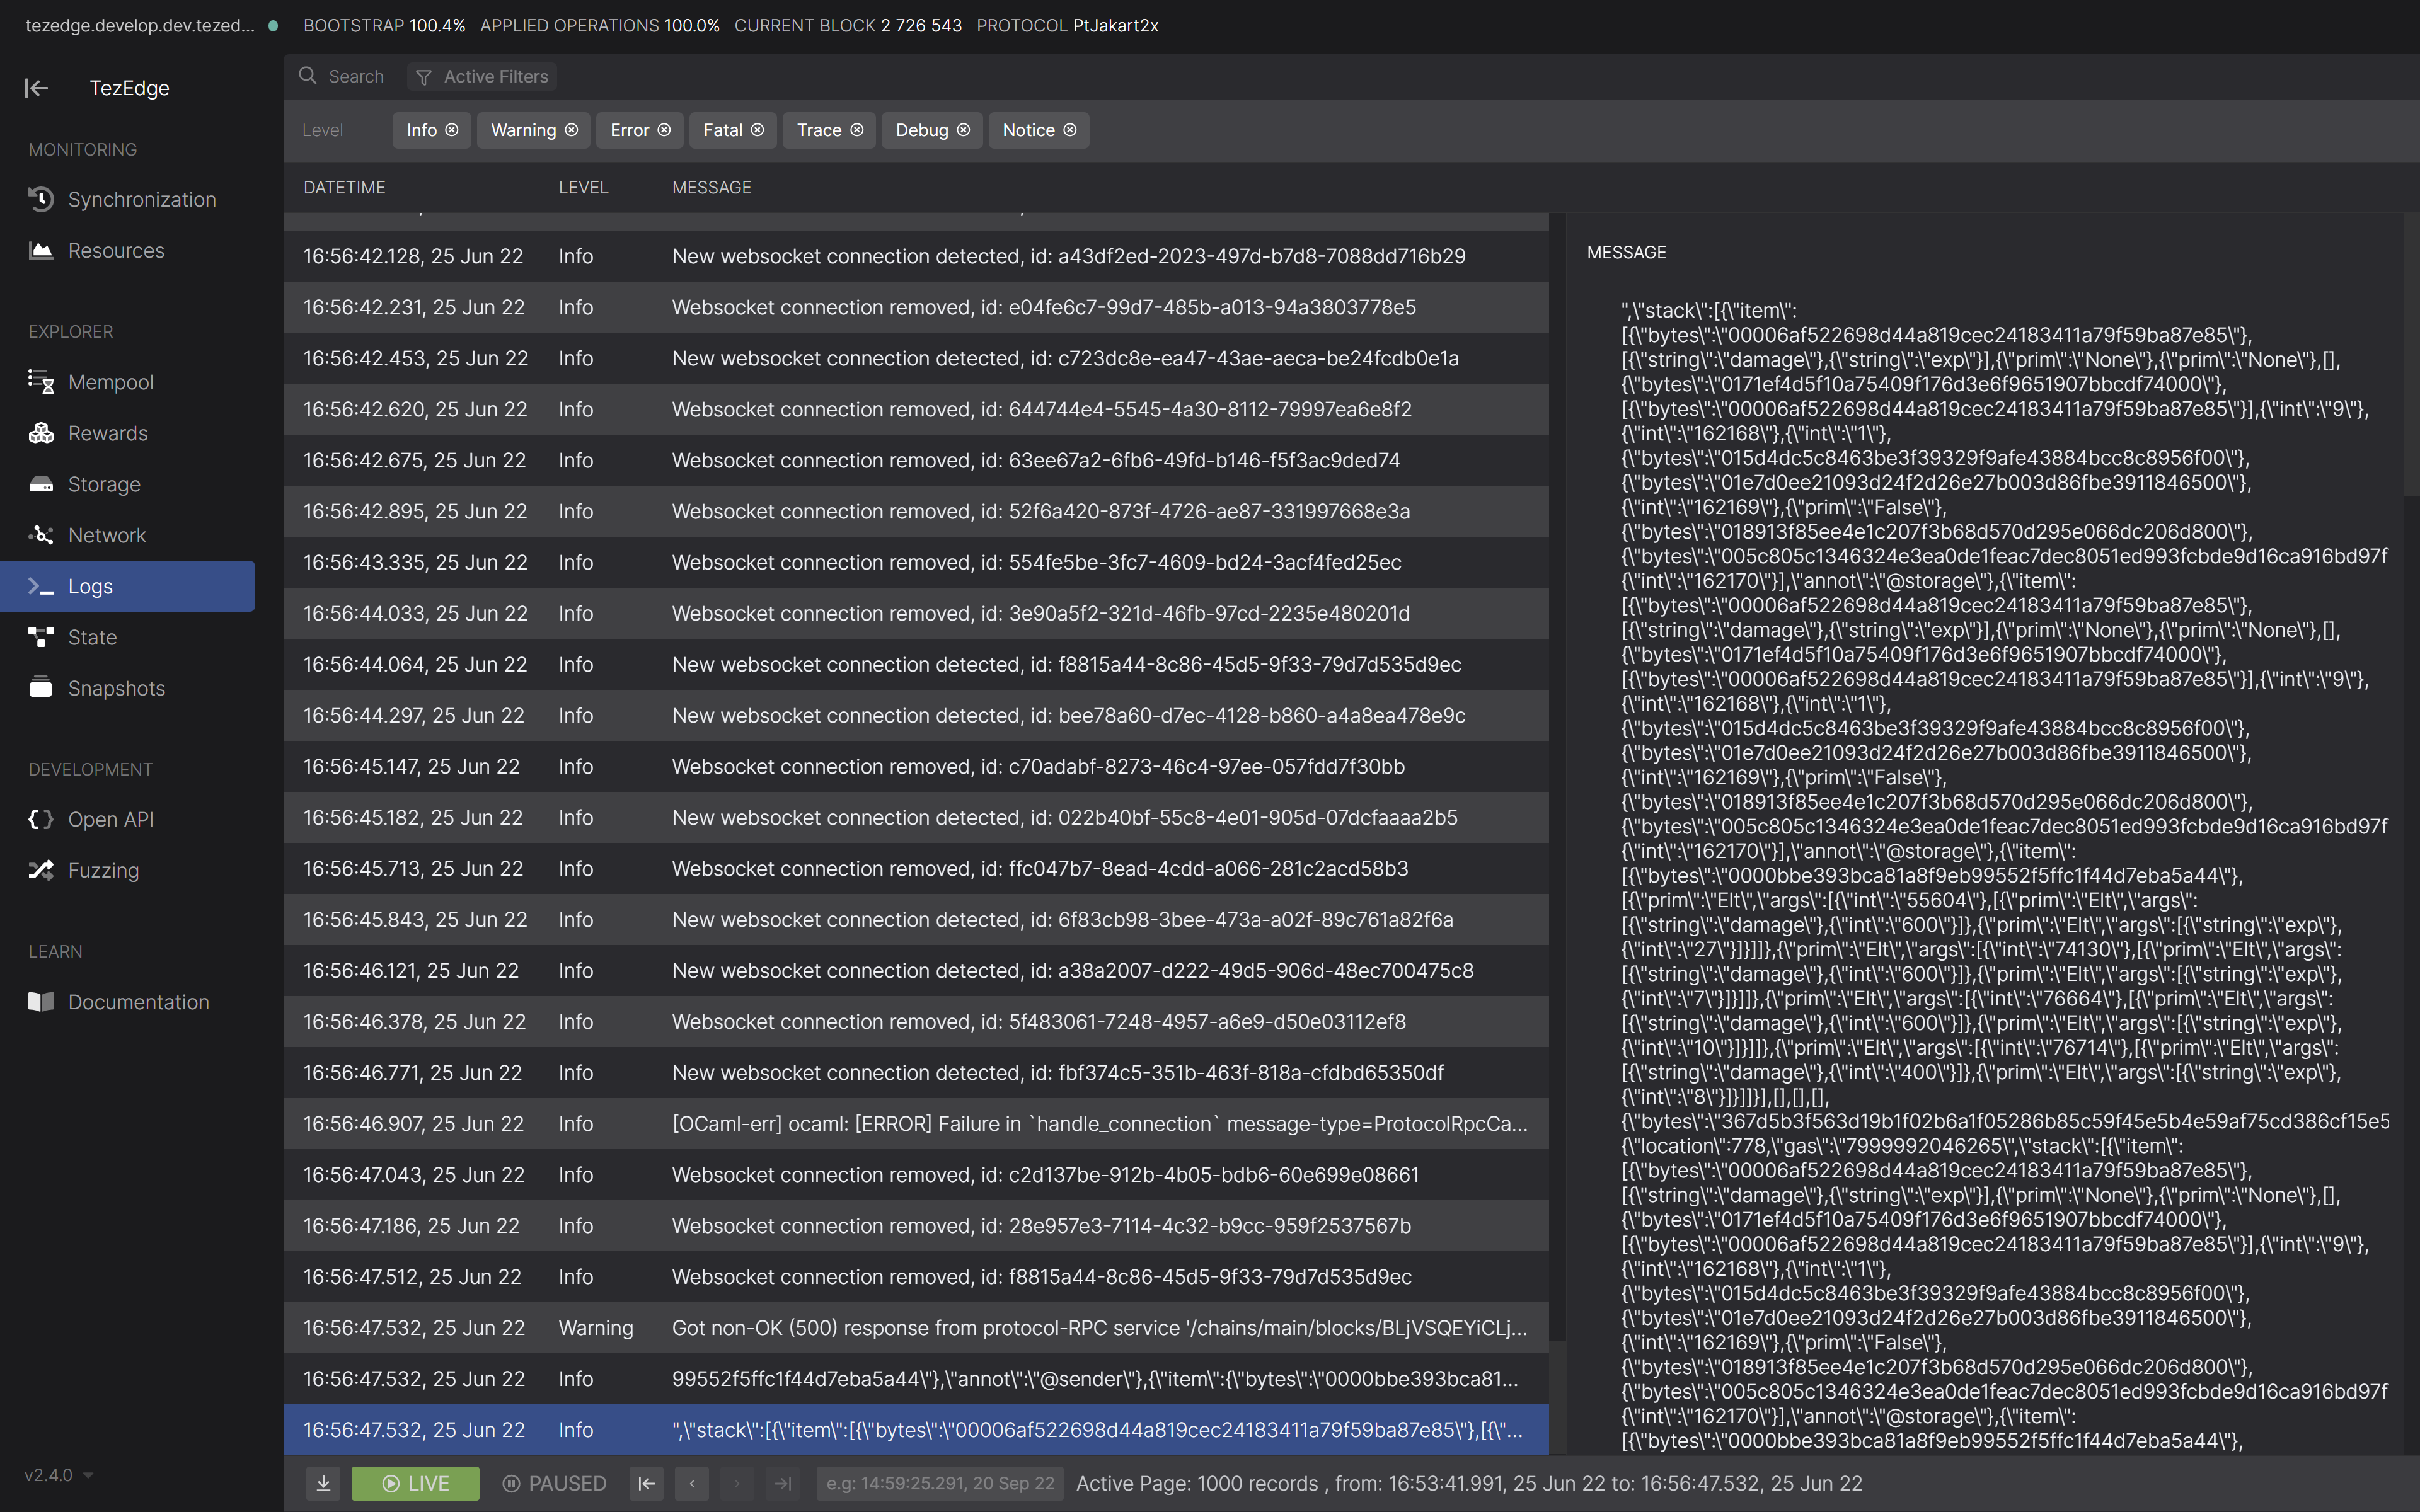 tezedge.develop.dev.tezed...
BOOTSTRAP 100.4% APPLIED OPERATIONS 100.0% CURRENT BLOCK 2 726 543 PROTOCOL PtJakart2x
TezEdge
MONITORING
Synchronization
Resources
EXPLORER
Mempool
Rewards
Storage
Network
Logs
State
Snapshots
DEVELOPMENT
Open API
Fuzzing
LEARN
Documentation
v2.4.0
Search Active Filters
Level Info Warning Error Fatal Trace Debug Notice
DATETIME LEVEL MESSAGE
16:56:42.128, 25 Jun 22 Info New websocket connection detected, id: a43df2ed-2023-497d-b7d8-7088dd716b29
16:56:42.231, 25 Jun 22 Info Websocket connection removed, id: e04fe6c7-99d7-485b-a013-94a3803778e5
16:56:42.453, 25 Jun 22 Info New websocket connection detected, id: c723dc8e-ea47-43ae-aeca-be24fcdb0e1a
16:56:42.620, 25 Jun 22 Info Websocket connection removed, id: 644744e4-5545-4a30-8112-79997ea6e8f2
16:56:42.675, 25 Jun 22 Info Websocket connection removed, id: 63ee67a2-6fb6-49fd-b146-f5f3ac9ded74
16:56:42.895, 25 Jun 22 Info Websocket connection removed, id: 52f6a420-873f-4726-ae87-331997668e3a
16:56:43.335, 25 Jun 22 Info Websocket connection removed, id: 554fe5be-3fc7-4609-bd24-3acf4fed25ec
16:56:44.033, 25 Jun 22 Info Websocket connection removed, id: 3e90a5f2-321d-46fb-97cd-2235e480201d
16:56:44.064, 25 Jun 22 Info New websocket connection detected, id: f8815a44-8c86-45d5-9f33-79d7d535d9ec
16:56:44.297, 25 Jun 22 Info New websocket connection detected, id: bee78a60-d7ec-4128-b860-a4a8ea478e9c
16:56:45.147, 25 Jun 22 Info Websocket connection removed, id: c70adabf-8273-46c4-97ee-057fdd7f30bb
16:56:45.182, 25 Jun 22 Info New websocket connection detected, id: 022b40bf-55c8-4e01-905d-07dcfaaaa2b5
16:56:45.713, 25 Jun 22 Info Websocket connection removed, id: ffc047b7-8ead-4cdd-a066-281c2acd58b3
16:56:45.843, 25 Jun 22 Info New websocket connection detected, id: 6f83cb98-3bee-473a-a02f-89c761a82f6a
16:56:46.121, 25 Jun 22 Info New websocket connection detected, id: a38a2007-d222-49d5-906d-48ec700475c8
16:56:46.378, 25 Jun 22 Info Websocket connection removed, id: 5f483061-7248-4957-a6e9-d50e03112ef8
16:56:46.771, 25 Jun 22 Info New websocket connection detected, id: fbf374c5-351b-463f-818a-cfdbd65350df
16:56:46.907, 25 Jun 22 Info [OCaml-err] ocaml: [ERROR] Failure in `handle_connection` message-type=ProtocolRpcCa...
16:56:47.043, 25 Jun 22 Info Websocket connection removed, id: c2d137be-912b-4b05-bdb6-60e699e08661
16:56:47.186, 25 Jun 22 Info Websocket connection removed, id: 28e957e3-7114-4c32-b9cc-959f2537567b
16:56:47.512, 25 Jun 22 Info Websocket connection removed, id: f8815a44-8c86-45d5-9f33-79d7d535d9ec
16:56:47.532, 25 Jun 22 Warning Got non-OK (500) response from protocol-RPC service '/chains/main/blocks/BLjVSQEYiCLj...
16:56:47.532, 25 Jun 22 Info 99552f5ffc1f44d7eba5a44\"},\"annot\":\"@sender\"},{\"item\":{\"bytes\":\"0000bbe393bca81...
16:56:47.532, 25 Jun 22 Info ",\"stack\":[{\"item\":[{\"bytes\":\"00006af522698d44a819cec24183411a79f59ba87e85\"},[{\"...
MESSAGE
",\"stack\":[{\"item\":
[{\"bytes\":\"00006af522698d44a819cec24183411a79f59ba87e85\"},
[{\"string\":\"damage\"},{\"string\":\"exp\"}],{\"prim\":\"None\"},{\"prim\":\"None\"},[],
{\"bytes\":\"0171ef4d5f10a75409f176d3e6f9651907bbcdf74000\"},
[{\"bytes\":\"00006af522698d44a819cec24183411a79f59ba87e85\"}],{\"int\":\"9\"},
{\"int\":\"162168\"},{\"int\":\"1\"},
{\"bytes\":\"015d4dc5c8463be3f39329f9afe43884bcc8c8956f00\"},
{\"bytes\":\"01e7d0ee21093d24f2d26e27b003d86fbe3911846500\"},
{\"int\":\"162169\"},{\"prim\":\"False\"},
{\"bytes\":\"018913f85ee4e1c207f3b68d570d295e066dc206d800\"},
{\"bytes\":\"005c805c1346324e3ea0de1feac7dec8051ed993fcbde9d16ca916bd97f
{\"int\":\"162170\"}],\"annot\":\"@storage\"},{\"item\":
[{\"bytes\":\"00006af522698d44a819cec24183411a79f59ba87e85\"},
[{\"string\":\"damage\"},{\"string\":\"exp\"}],{\"prim\":\"None\"},{\"prim\":\"None\"},[],
{\"bytes\":\"0171ef4d5f10a75409f176d3e6f9651907bbcdf74000\"},
[{\"bytes\":\"00006af522698d44a819cec24183411a79f59ba87e85\"}],{\"int\":\"9\"},
{\"int\":\"162168\"},{\"int\":\"1\"},
{\"bytes\":\"015d4dc5c8463be3f39329f9afe43884bcc8c8956f00\"},
{\"bytes\":\"01e7d0ee21093d24f2d26e27b003d86fbe3911846500\"},
{\"int\":\"162169\"},{\"prim\":\"False\"},
{\"bytes\":\"018913f85ee4e1c207f3b68d570d295e066dc206d800\"},
{\"bytes\":\"005c805c1346324e3ea0de1feac7dec8051ed993fcbde9d16ca916bd97f
{\"int\":\"162170\"}],\"annot\":\"@storage\"},{\"item\":
[{\"bytes\":\"0000bbe393bca81a8f9eb99552f5ffc1f44d7eba5a44\"},
[{\"prim\":\"Elt\",\"args\":[{\"int\":\"55604\"},[{\"prim\":\"Elt\",\"args\":
[{\"string\":\"damage\"},{\"int\":\"600\"}]},{\"prim\":\"Elt\",\"args\":[{\"string\":\"exp\"},
{\"int\":\"27\"}]}]]},{\"prim\":\"Elt\",\"args\":[{\"int\":\"74130\"},[{\"prim\":\"Elt\",\"args\":
[{\"string\":\"damage\"},{\"int\":\"600\"}]},{\"prim\":\"Elt\",\"args\":[{\"string\":\"exp\"},
{\"int\":\"7\"}]}]]},{\"prim\":\"Elt\",\"args\":[{\"int\":\"76664\"},[{\"prim\":\"Elt\",\"args\":
[{\"string\":\"damage\"},{\"int\":\"600\"}]},{\"prim\":\"Elt\",\"args\":[{\"string\":\"exp\"},
{\"int\":\"10\"}]}]]},{\"prim\":\"Elt\",\"args\":[{\"int\":\"76714\"},[{\"prim\":\"Elt\",\"args\":
[{\"string\":\"damage\"},{\"int\":\"400\"}]},{\"prim\":\"Elt\",\"args\":[{\"string\":\"exp\"},
{\"int\":\"8\"}]}]]}],[],[],[],
{\"bytes\":\"367d5b3f563d19b1f02b6a1f05286b85c59f45e5b4e59af75cd386cf15e5
{\"location\":778,\"gas\":\"7999992046265\",\"stack\":[{\"item\":
[{\"bytes\":\"00006af522698d44a819cec24183411a79f59ba87e85\"},
[{\"string\":\"damage\"},{\"string\":\"exp\"}],{\"prim\":\"None\"},{\"prim\":\"None\"},[],
{\"bytes\":\"0171ef4d5f10a75409f176d3e6f9651907bbcdf74000\"},
[{\"bytes\":\"00006af522698d44a819cec24183411a79f59ba87e85\"}],{\"int\":\"9\"},
{\"int\":\"162168\"},{\"int\":\"1\"},
{\"bytes\":\"015d4dc5c8463be3f39329f9afe43884bcc8c8956f00\"},
{\"bytes\":\"01e7d0ee21093d24f2d26e27b003d86fbe3911846500\"},
{\"int\":\"162169\"},{\"prim\":\"False\"},
{\"bytes\":\"018913f85ee4e1c207f3b68d570d295e066dc206d800\"},
{\"bytes\":\"005c805c1346324e3ea0de1feac7dec8051ed993fcbde9d16ca916bd97f
{\"int\":\"162170\"}],\"annot\":\"@storage\"},{\"item\":
[{\"bytes\":\"0000bbe393bca81a8f9eb99552f5ffc1f44d7eba5a44\"},
LIVE PAUSED e.g: 14:59:25.291, 20 Sep 22 Active Page: 1000 records , from: 16:53:41.991, 25 Jun 22 to: 16:56:47.532, 25 Jun 22